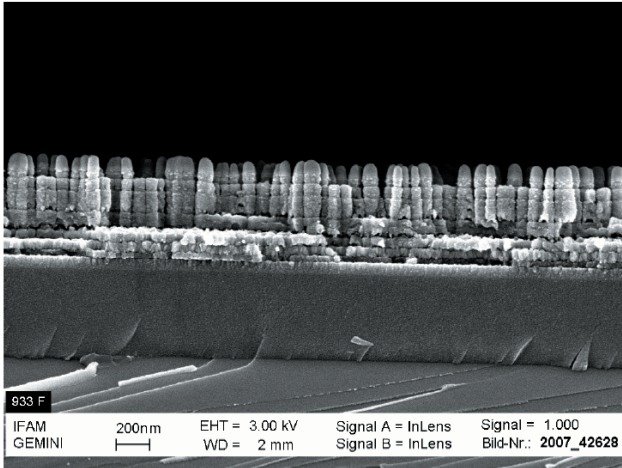 933 F
IFAM 200nm EHT = 3.00 kV Signal A = InLens Signal = 1.000
GEMINI WD = 2 mm Signal B = InLens Bild-Nr.: 2007_42628